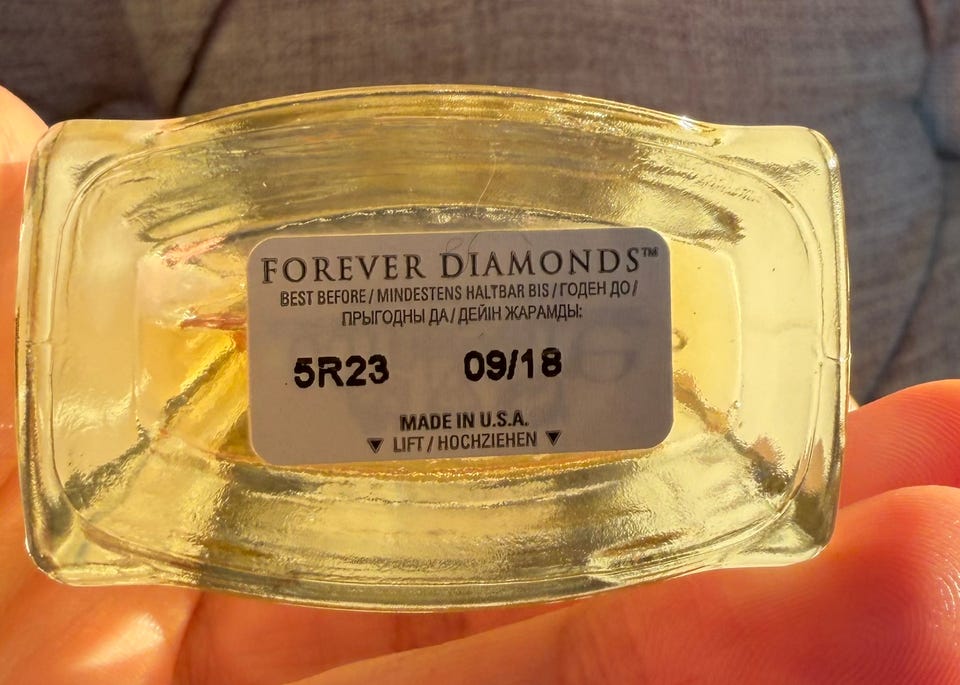 FOREVER DIAMONDS™
BEST BEFORE / MINDESTENS HALTBAR BIS / ГОДЕН ДО /
ПРЫГОДНЫ ДА / ДЕЙІН ЖАРАМДЫ:
5R23 09/18
MADE IN U.S.A.
▼ LIFT / HOCHZIEHEN ▼